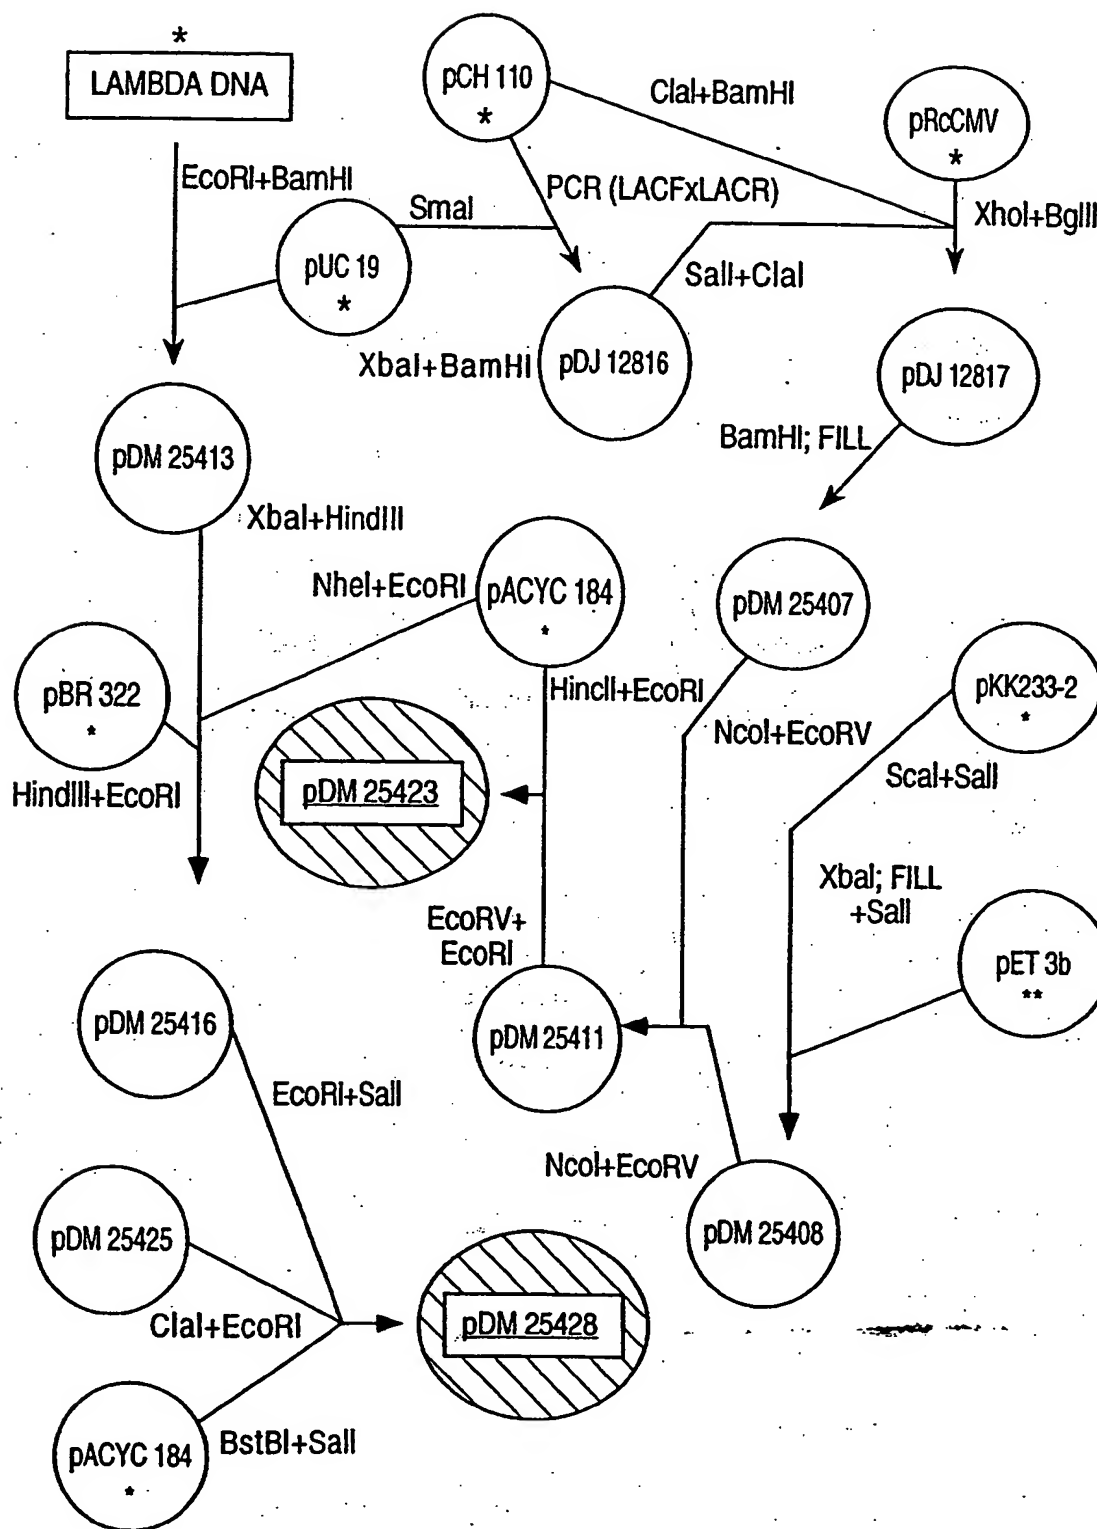 *
LAMBDA DNA
pCH 110
*
ClaI+BamHI
pRcCMV
*
EcoRI+BamHI
PCR (LACFxLACR)
SmaI
XhoI+BglII
pUC 19
*
SalI+ClaI
XbaI+BamHI
pDJ 12816
pDJ 12817
BamHI; FILL
pDM 25413
XbaI+HindIII
NheI+EcoRI
pACYC 184
*
pDM 25407
pBR 322
*
HincII+EcoRI
pKK233-2
*
NcoI+EcoRV
HindIII+EcoRI
pDM 25423
ScaI+SalI
XbaI; FILL
+SalI
EcoRV+
EcoRI
pET 3b
**
pDM 25416
pDM 25411
EcoRI+SalI
NcoI+EcoRV
pDM 25425
pDM 25408
ClaI+EcoRI
pDM 25428
BstBI+SalI
pACYC 184
*